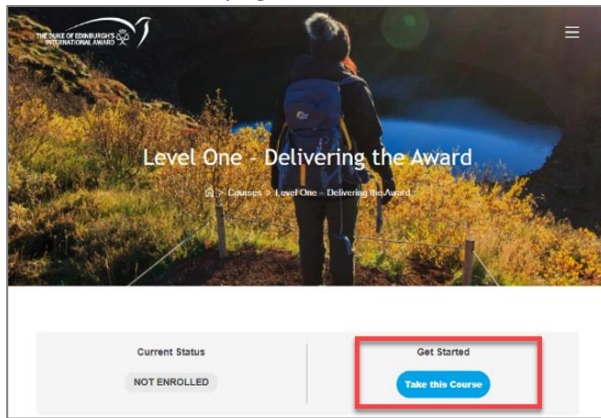 THE DUKE OF EDINBURGH'S
INTERNATIONAL AWARD
Level One - Delivering the Award
> Courses > Level One – Delivering the Award
Current Status
Get Started
NOT ENROLLED
Take this Course